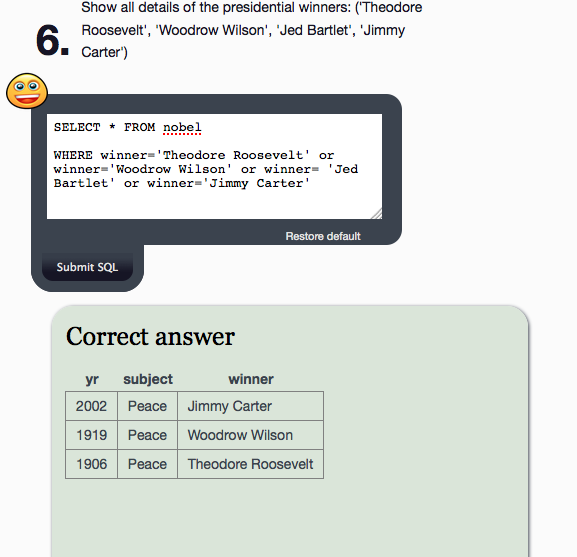 Show all details of the presidential winners: ('Theodore
6. Roosevelt', 'Woodrow Wilson', 'Jed Bartlet', 'Jimmy
Carter')
SELECT * FROM nobel
WHERE winner='Theodore Roosevelt' or
winner='Woodrow Wilson' or winner= 'Jed
Bartlet' or winner='Jimmy Carter'
Restore default
Submit SQL
Correct answer
yr subject winner
2002 Peace Jimmy Carter
1919 Peace Woodrow Wilson
1906 Peace Theodore Roosevelt